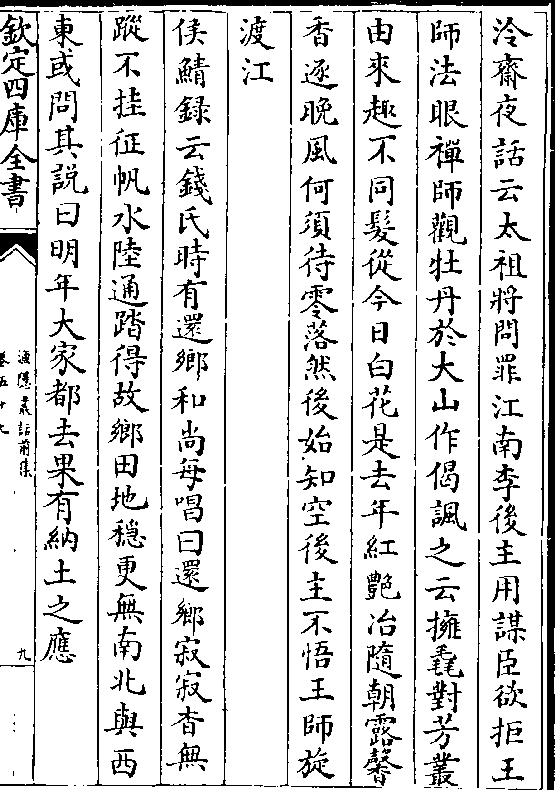 冷齋夜話云太祖將問罪江南李後主用謀臣欲拒王
師法眼禪師觀牡丹於大山作偈諷之云擁毳對芳叢
由來趣不同髮從今日白花是去年紅艷冶隨朝露馨
香逐晚風何須待零落然後始知空後主不悟王師旋
渡江
侯鯖録云錢氏時有還鄉和尚每唱曰還鄉寂寂杳無
蹤不挂征帆水陸通踏得故鄉田地穩更無南北與西
東或問其説曰明年大家都去果有納土之應
欽定四庫全書
漁隱叢話前集
卷五十九
九